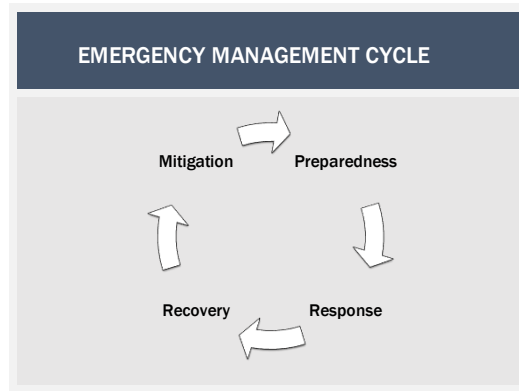 EMERGENCY MANAGEMENT CYCLE
Mitigation Preparedness
Recovery Response